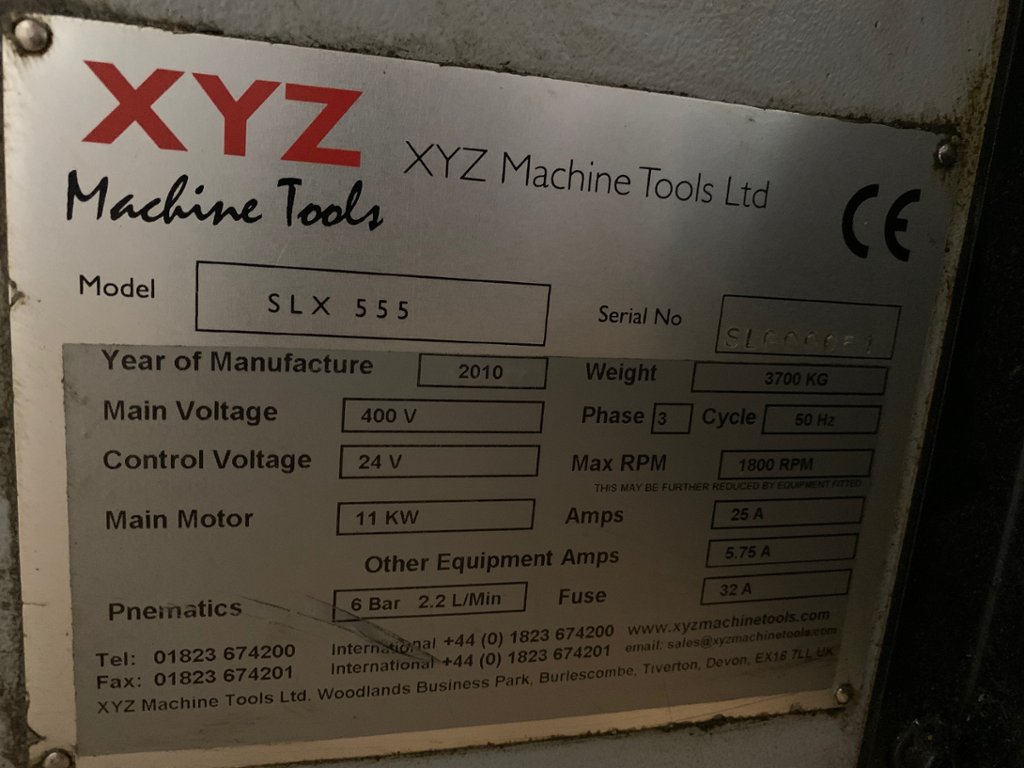 XYZ
Machine Tools
XYZ Machine Tools Ltd
CE
Model SLX 555
Serial No
Year of Manufacture 2010 Weight 3700 KG
Main Voltage 400 V Phase 3 Cycle 50 Hz
Control Voltage 24 V Max RPM 1800 RPM
THIS MAY BE FURTHER REDUCED BY EQUIPMENT FITTED
Main Motor 11 KW Amps 25 A
Other Equipment Amps 5.75 A
Pnematics 6 Bar 2.2 L/Min Fuse 32 A
Tel: 01823 674200 International +44 (0) 1823 674200 www.xyzmachinetools.com
Fax: 01823 674201 International +44 (0) 1823 674201 email: sales@xyzmachinetools.com
XYZ Machine Tools Ltd. Woodlands Business Park, Burlescombe, Tiverton, Devon, EX16 7LL UK